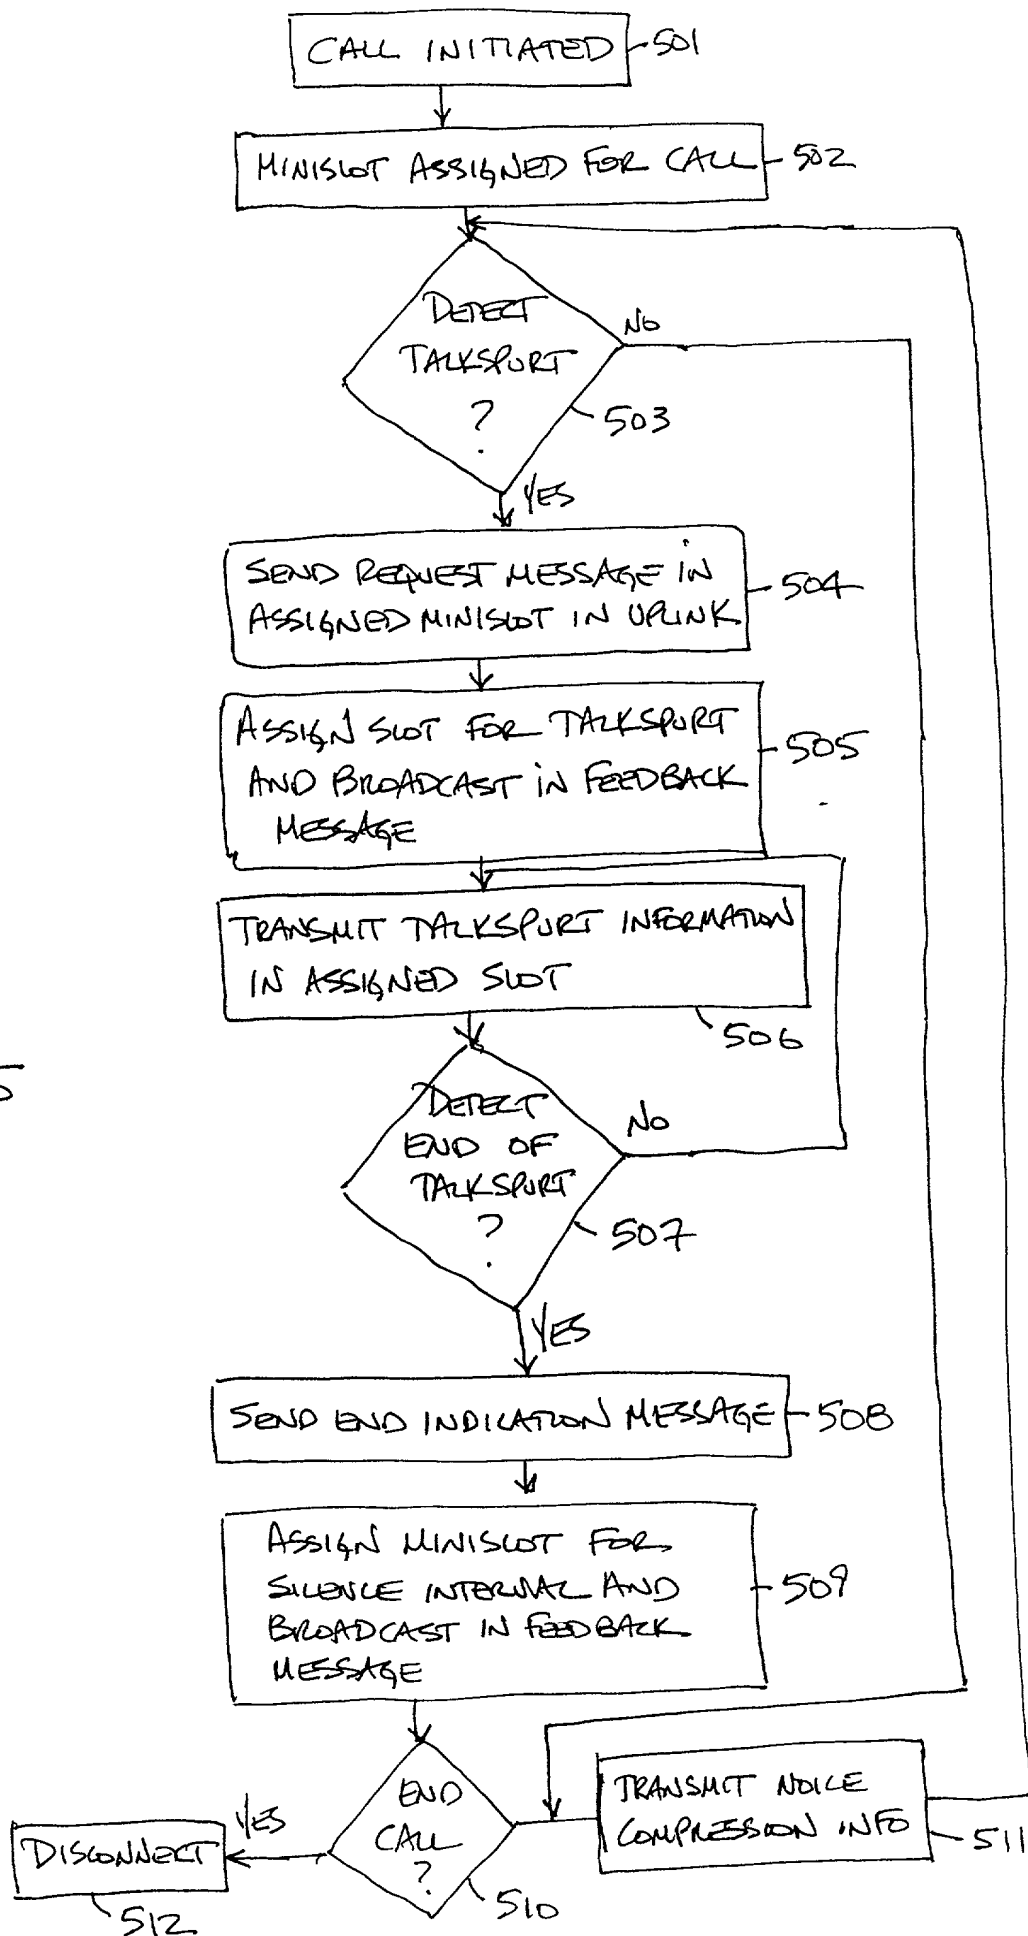 CALL INITIATED
501
MINISLOT ASSIGNED FOR CALL
502
DETECT
TALKSPURT
?
NO
503
YES
SEND REQUEST MESSAGE IN
ASSIGNED MINISLOT IN UPLINK
504
ASSIGN SLOT FOR TALKSPURT
AND BROADCAST IN FEEDBACK
MESSAGE
505
TRANSMIT TALKSPURT INFORMATION
IN ASSIGNED SLOT
506
5
DETECT
END OF
TALKSPURT
?
NO
507
YES
SEND END INDICATION MESSAGE
508
ASSIGN MINISLOT FOR
SILENCE INTERVAL AND
BROADCAST IN FEEDBACK
MESSAGE
509
END
CALL
?
YES
510
TRANSMIT NOICE
COMPRESSION INFO
511
DISCONNECT
512